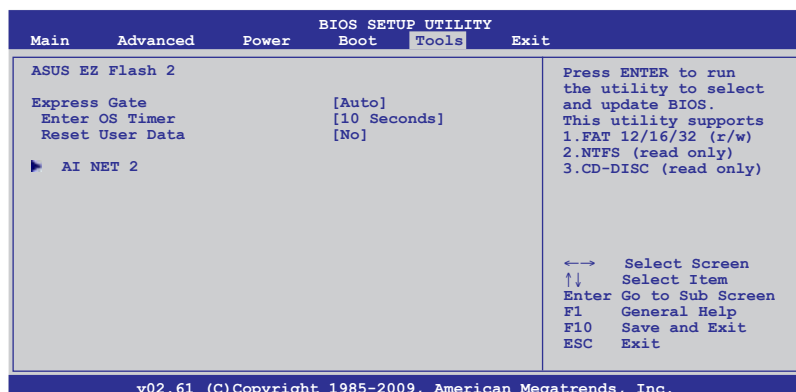 BIOS SETUP UTILITY
Main Advanced Power Boot Tools Exit
ASUS EZ Flash 2
Express Gate [Auto]
Enter OS Timer [10 Seconds]
Reset User Data [No]
AI NET 2
Press ENTER to run
the utility to select
and update BIOS.
This utility supports
1.FAT 12/16/32 (r/w)
2.NTFS (read only)
3.CD-DISC (read only)
←→ Select Screen
↑↓ Select Item
Enter Go to Sub Screen
F1 General Help
F10 Save and Exit
ESC Exit
v02.61 (C)Copyright 1985-2009, American Megatrends, Inc.